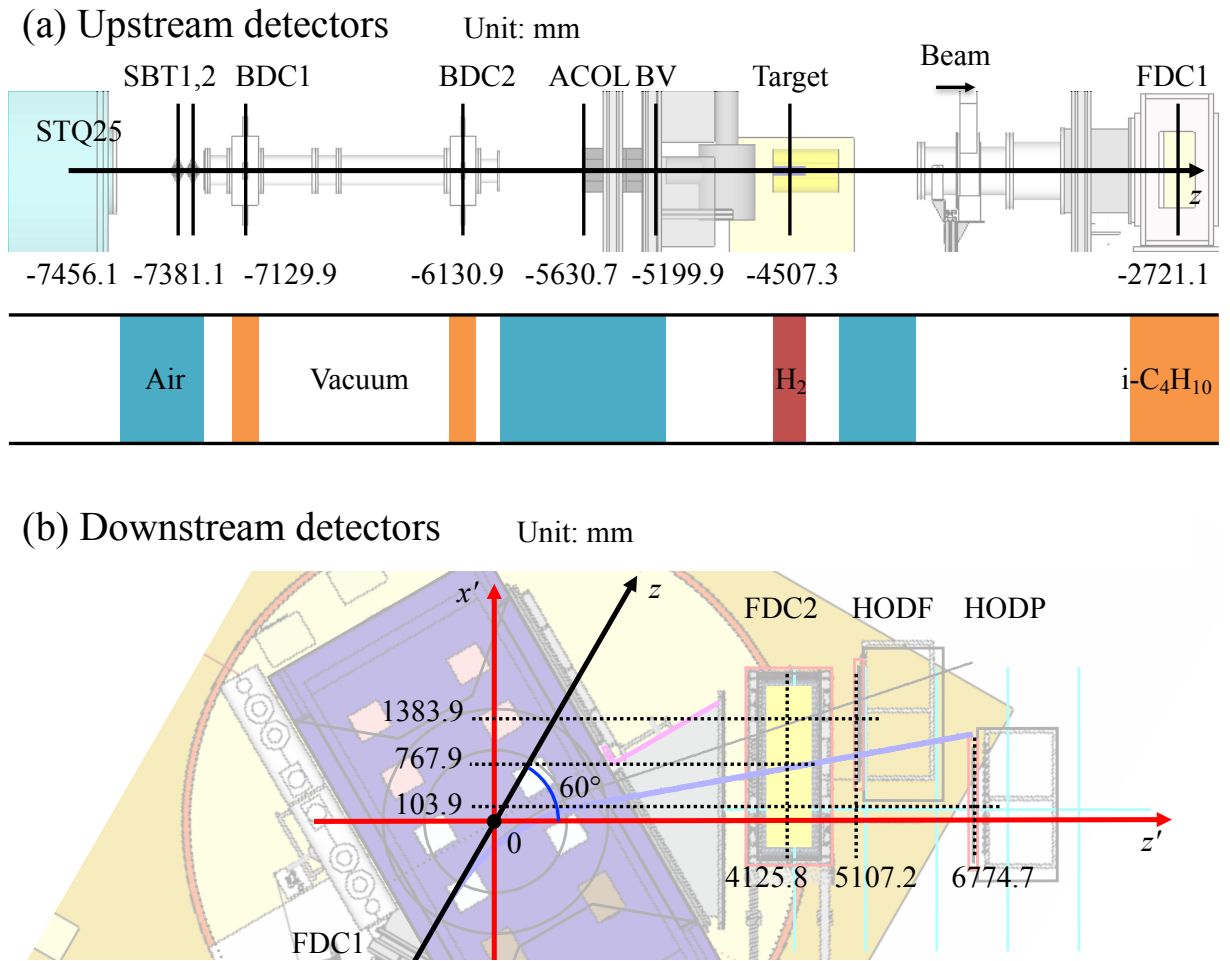 (a) Upstream detectors Unit: mm
SBT1,2 BDC1 BDC2 ACOL BV Target Beam FDC1
STQ25
z
-7456.1 -7381.1 -7129.9 -6130.9 -5630.7 -5199.9 -4507.3 -2721.1
Air Vacuum H₂ i-C₄H₁₀
(b) Downstream detectors Unit: mm
x′ z FDC2 HODF HODP
1383.9
767.9
60°
103.9
0 z′
4125.8 5107.2 6774.7
FDC1